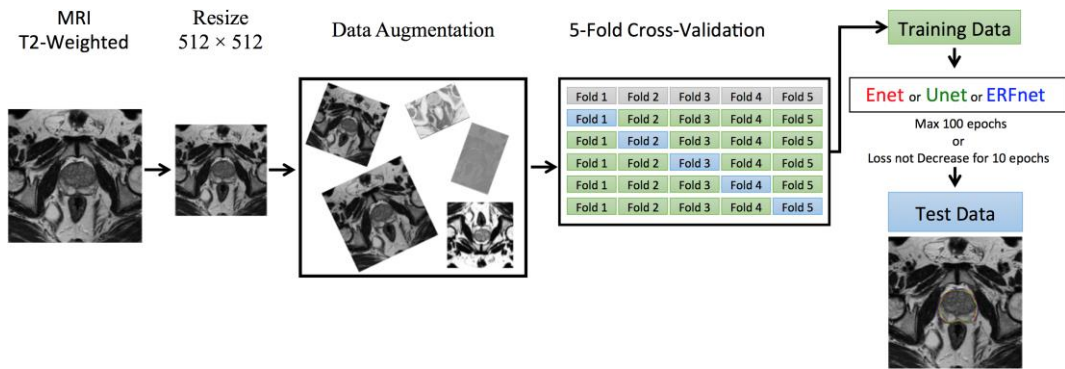 MRI
T2-Weighted
Resize
512 × 512
Data Augmentation
5-Fold Cross-Validation
Fold 1 Fold 2 Fold 3 Fold 4 Fold 5
Fold 1 Fold 2 Fold 3 Fold 4 Fold 5
Fold 1 Fold 2 Fold 3 Fold 4 Fold 5
Fold 1 Fold 2 Fold 3 Fold 4 Fold 5
Fold 1 Fold 2 Fold 3 Fold 4 Fold 5
Fold 1 Fold 2 Fold 3 Fold 4 Fold 5
Training Data
Enet or Unet or ERFnet
Max 100 epochs
or
Loss not Decrease for 10 epochs
Test Data